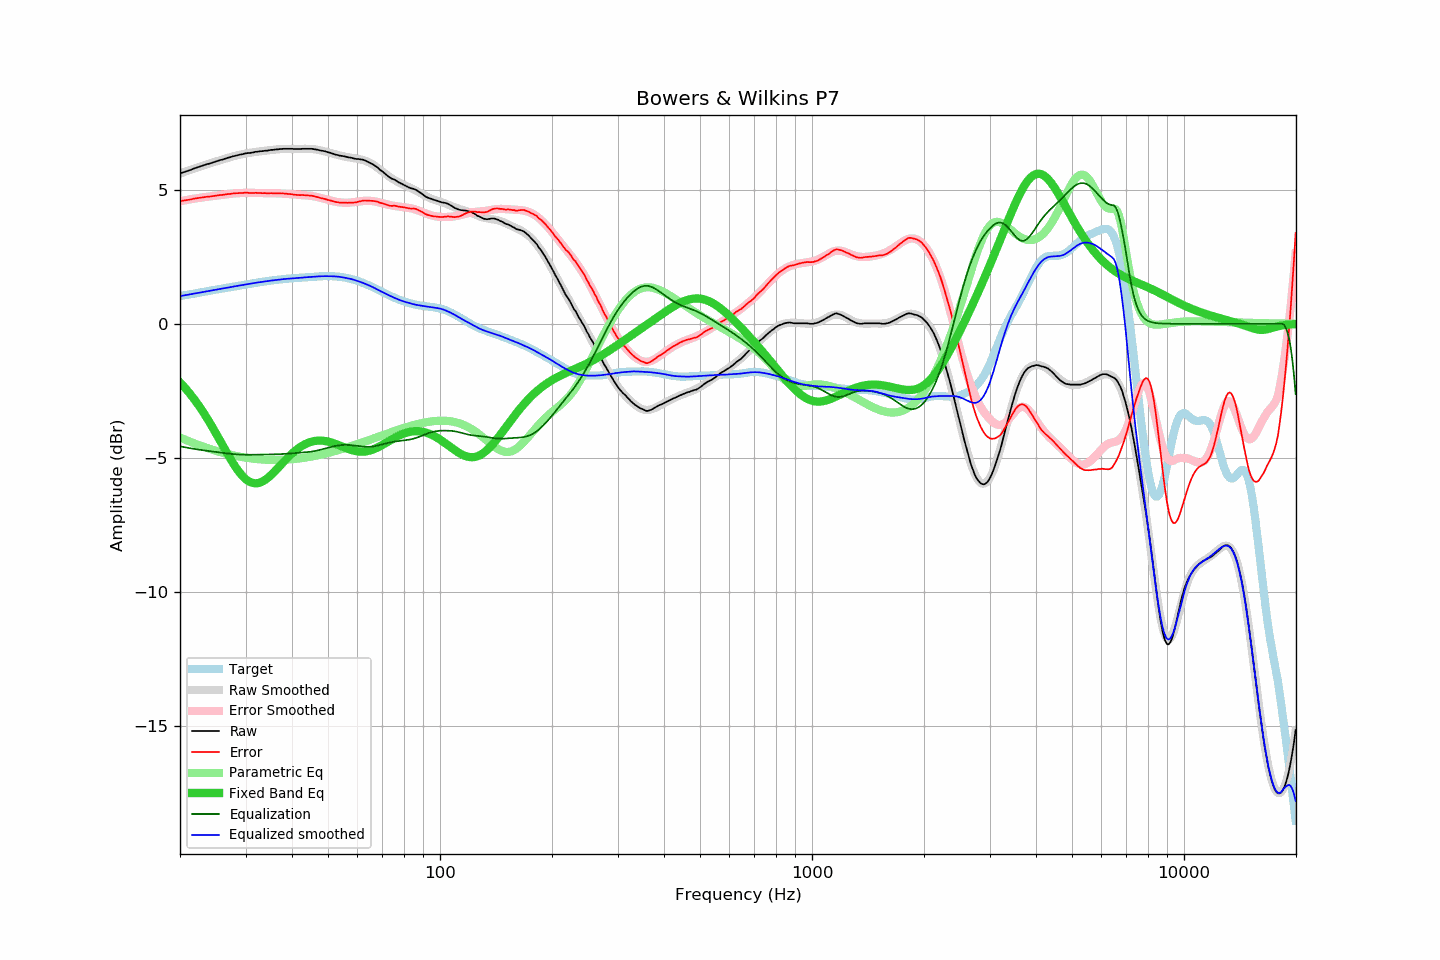 Bowers & Wilkins P7
Amplitude (dBr)
5
0
−5
−10
−15
Target
Raw Smoothed
Error Smoothed
Raw
Error
Parametric Eq
Fixed Band Eq
Equalization
Equalized smoothed
100
1000
10000
Frequency (Hz)